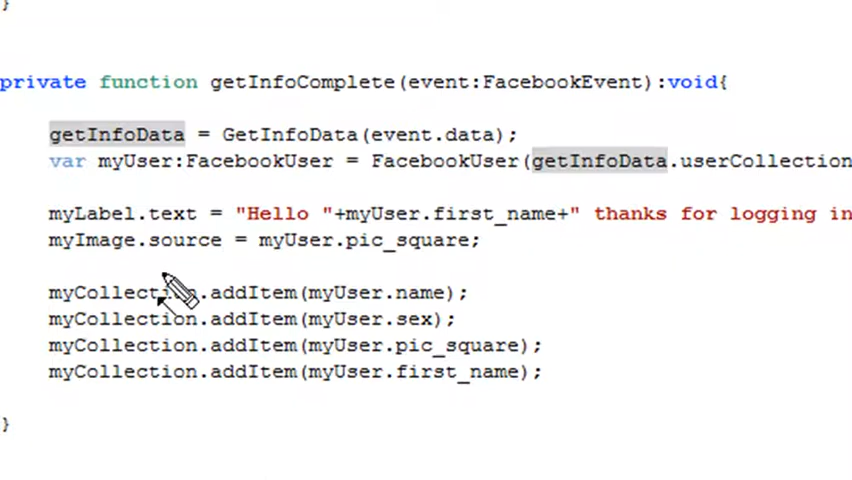 }
private function getInfoComplete(event:FacebookEvent):void{
getInfoData = GetInfoData(event.data);
var myUser:FacebookUser = FacebookUser(getInfoData.userCollection
myLabel.text = "Hello "+myUser.first_name+" thanks for logging in
myImage.source = myUser.pic_square;
myCollection.addItem(myUser.name);
myCollection.addItem(myUser.sex);
myCollection.addItem(myUser.pic_square);
myCollection.addItem(myUser.first_name);
}